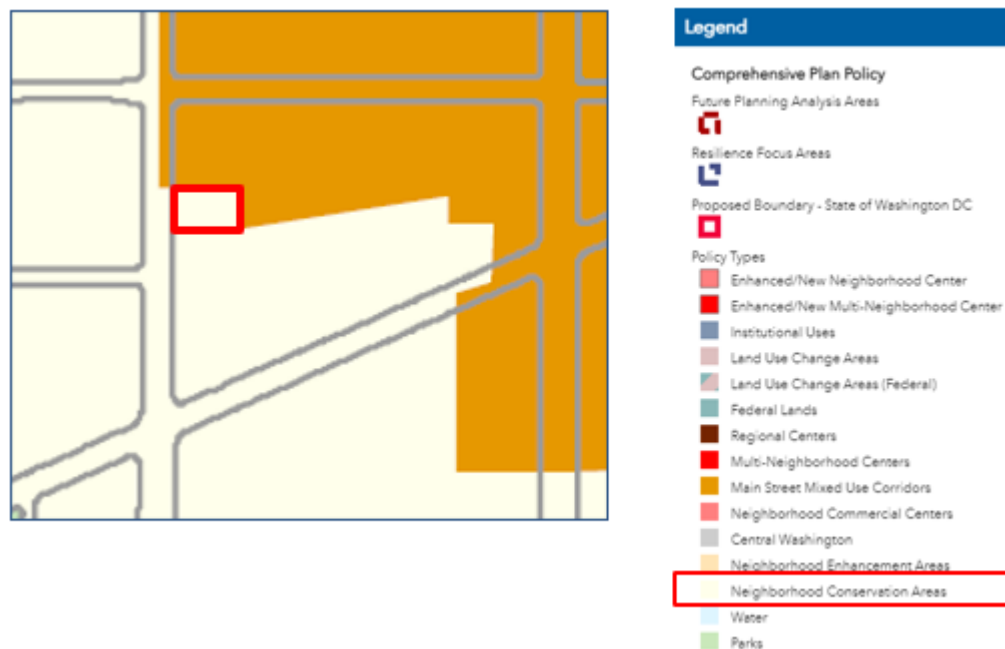 Legend
Comprehensive Plan Policy
Future Planning Analysis Areas
Resilience Focus Areas
Proposed Boundary - State of Washington DC
Policy Types
Enhanced/New Neighborhood Center
Enhanced/New Multi-Neighborhood Center
Institutional Uses
Land Use Change Areas
Land Use Change Areas (Federal)
Federal Lands
Regional Centers
Multi-Neighborhood Centers
Main Street Mixed Use Corridors
Neighborhood Commercial Centers
Central Washington
Neighborhood Enhancement Areas
Neighborhood Conservation Areas
Water
Parks